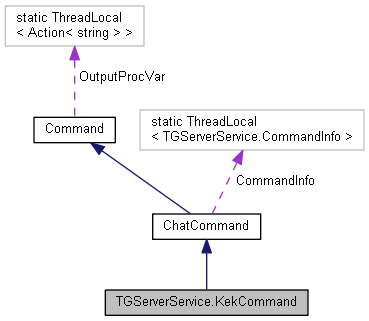 static ThreadLocal
< Action< string > >
OutputProcVar
Command
static ThreadLocal
< TGServerService.CommandInfo >
CommandInfo
ChatCommand
TGServerService.KekCommand